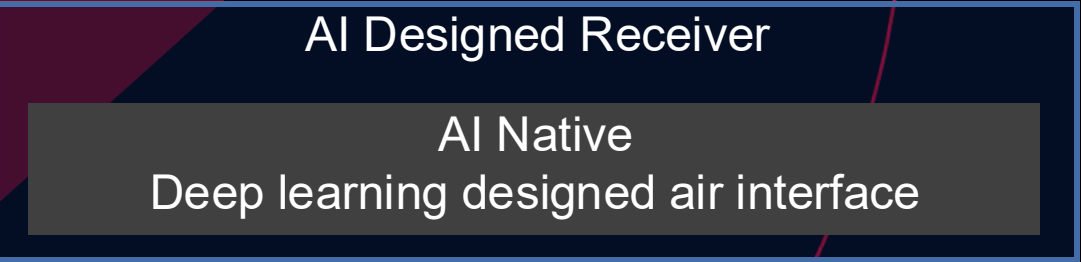 AI Designed Receiver
AI Native
Deep learning designed air interface